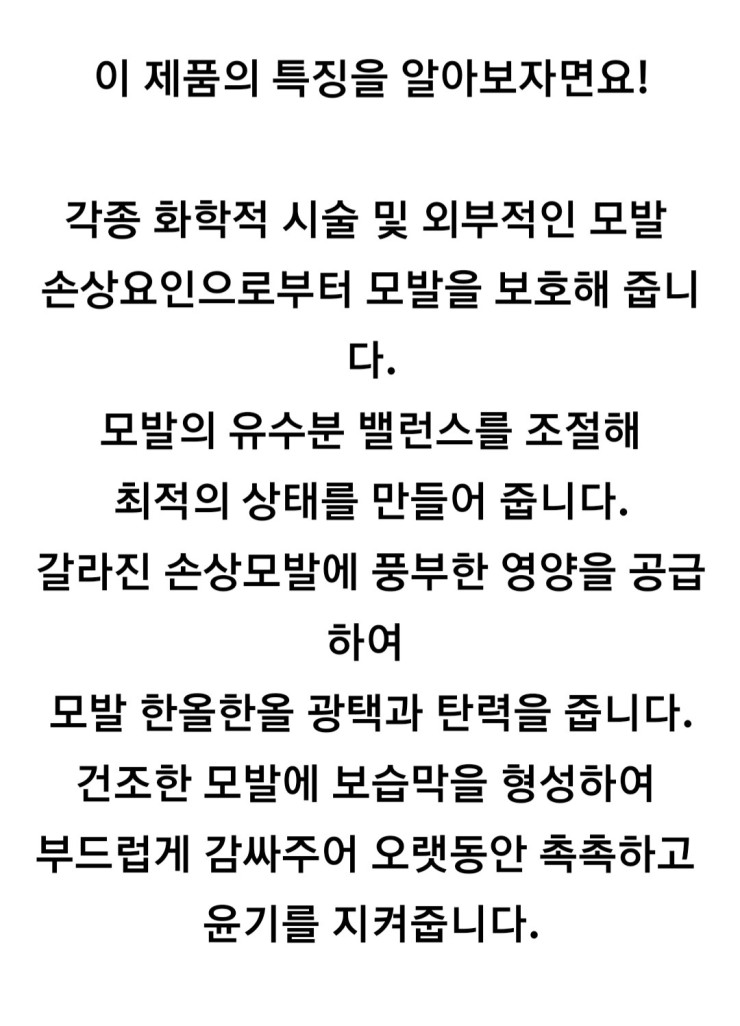 이 제품의 특징을 알아보자면요!
각종 화학적 시술 및 외부적인 모발
손상요인으로부터 모발을 보호해 줍니
다.
모발의 유수분 밸런스를 조절해
최적의 상태를 만들어 줍니다.
갈라진 손상모발에 풍부한 영양을 공급
하여
모발 한올한올 광택과 탄력을 줍니다.
건조한 모발에 보습막을 형성하여
부드럽게 감싸주어 오랫동안 촉촉하고
윤기를 지켜줍니다.